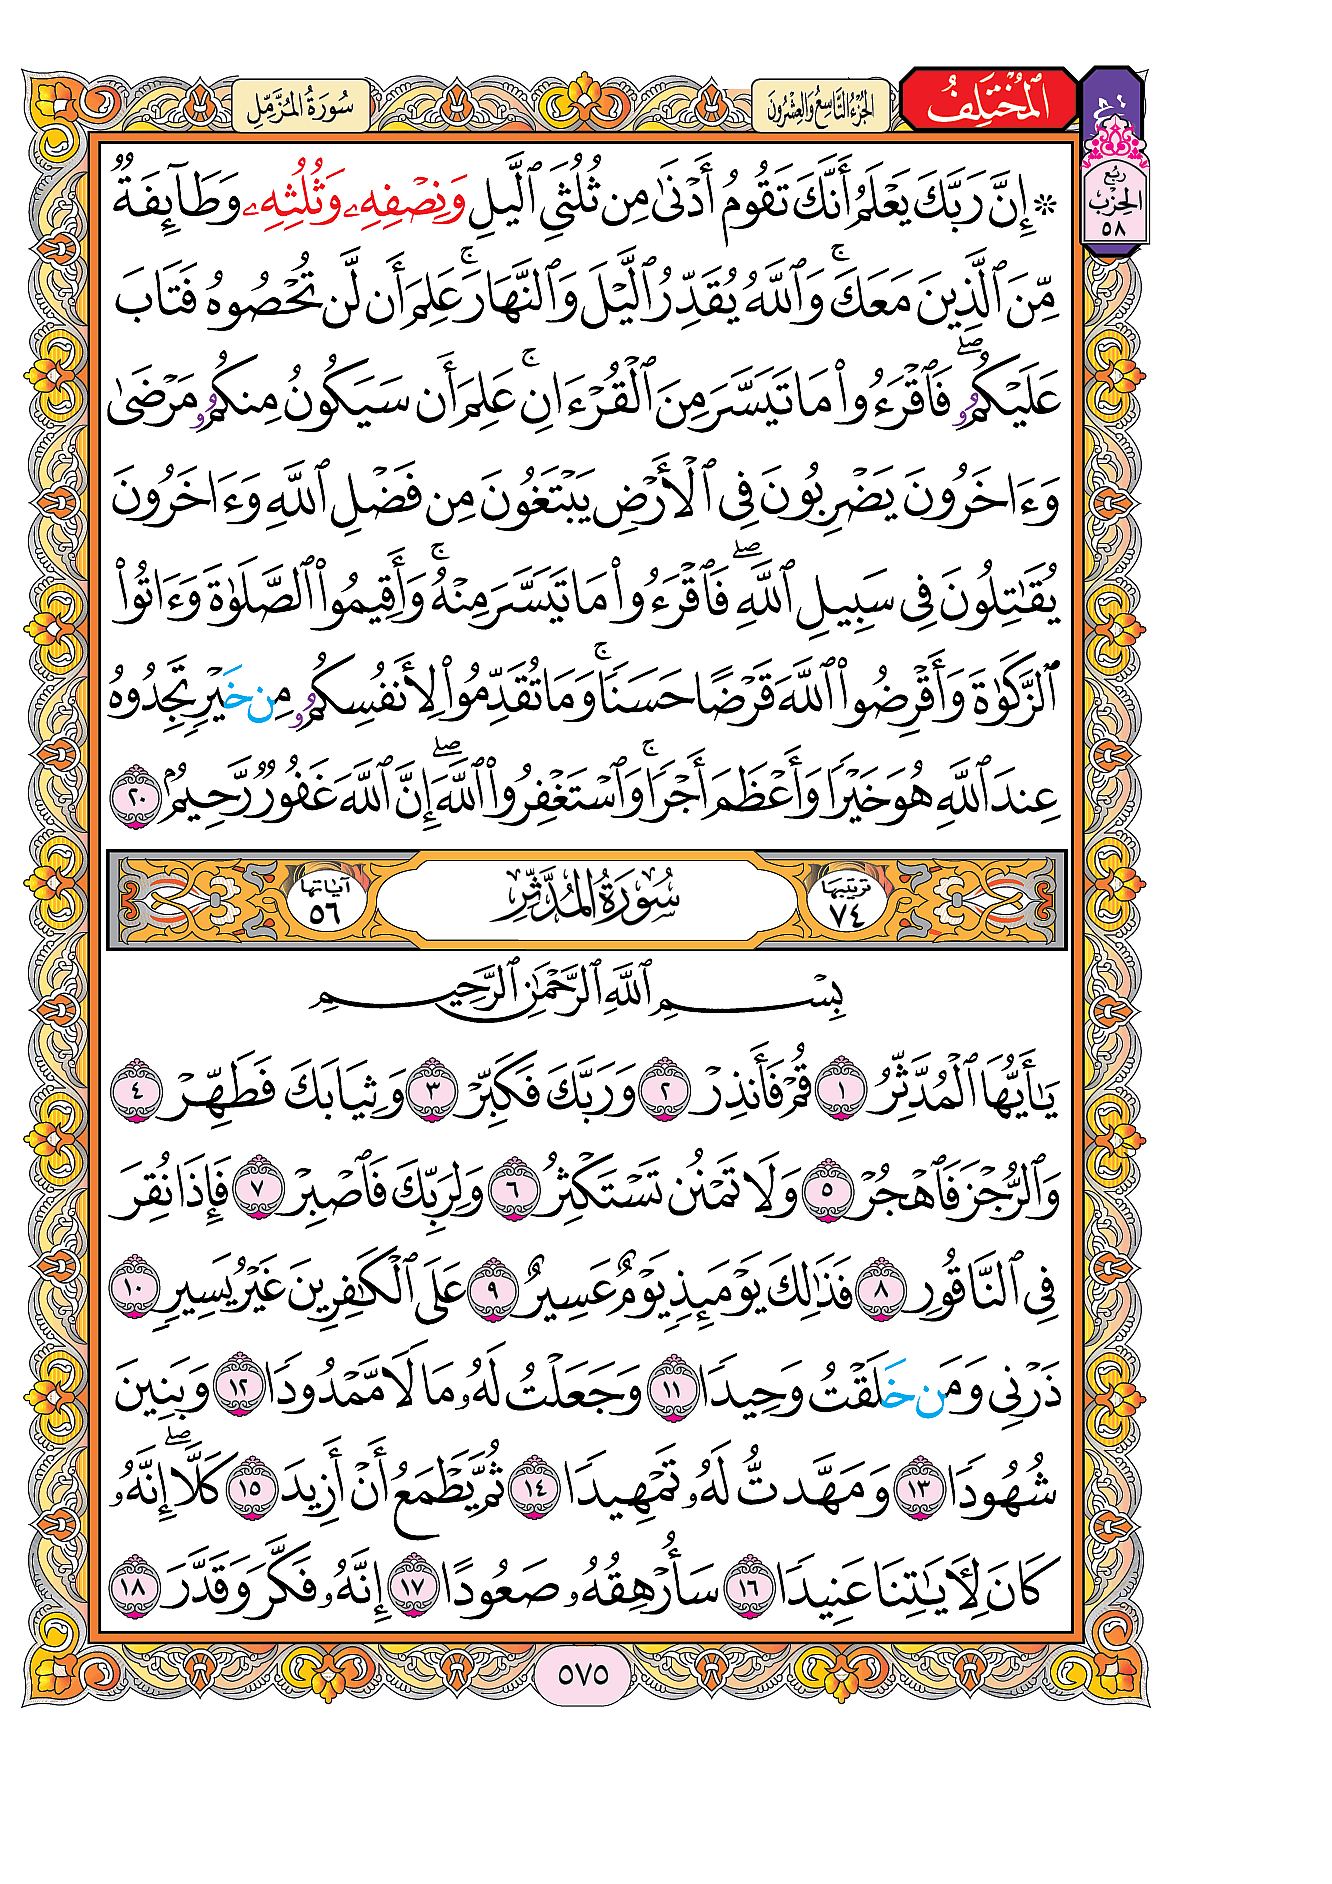 سُورَةُ المُزَّمِّلِ
الجُزْءُ التَّاسِعُ وَالعِشْرُونَ
ٱلْمُخْتَلِفُ
رُبْع
الحِزْب
٥٨
۞ إِنَّ رَبَّكَ يَعْلَمُ أَنَّكَ تَقُومُ أَدْنَىٰ مِن ثُلُثَيِ ٱلَّيْلِ وَنِصْفِهِۦ وَثُلُثِهِۦ وَطَآئِفَةٌ
مِّنَ ٱلَّذِينَ مَعَكَۚ وَٱللَّهُ يُقَدِّرُ ٱلَّيْلَ وَٱلنَّهَارَۚ عَلِمَ أَن لَّن تُحْصُوهُ فَتَابَ
عَلَيْكُمُۥۖ فَٱقْرَءُوا۟ مَا تَيَسَّرَ مِنَ ٱلْقُرْءَانِۚ عَلِمَ أَن سَيَكُونُ مِنكُمُۥ مَرْضَىٰ
وَءَاخَرُونَ يَضْرِبُونَ فِى ٱلْأَرْضِ يَبْتَغُونَ مِن فَضْلِ ٱللَّهِ وَءَاخَرُونَ
يُقَٰتِلُونَ فِى سَبِيلِ ٱللَّهِۖ فَٱقْرَءُوا۟ مَا تَيَسَّرَ مِنْهُۚ وَأَقِيمُوا۟ ٱلصَّلَوٰةَ وَءَاتُوا۟
ٱلزَّكَوٰةَ وَأَقْرِضُوا۟ ٱللَّهَ قَرْضًا حَسَنًاۚ وَمَا تُقَدِّمُوا۟ لِأَنفُسِكُمُۥ مِن خَيْرٍ تَجِدُوهُ
عِندَ ٱللَّهِ هُوَ خَيْرًا وَأَعْظَمَ أَجْرًاۚ وَٱسْتَغْفِرُوا۟ ٱللَّهَۖ إِنَّ ٱللَّهَ غَفُورٌ رَّحِيمٌ ٢٠
ترتيبها ٧٤ سُورَةُ المُدَّثِّرِ آياتها ٥٦
بِسْمِ ٱللَّهِ ٱلرَّحْمَٰنِ ٱلرَّحِيمِ
يَٰٓأَيُّهَا ٱلْمُدَّثِّرُ ١ قُمْ فَأَنذِرْ ٢ وَرَبَّكَ فَكَبِّرْ ٣ وَثِيَابَكَ فَطَهِّرْ ٤
وَٱلرُّجْزَ فَٱهْجُرْ ٥ وَلَا تَمْنُن تَسْتَكْثِرُ ٦ وَلِرَبِّكَ فَٱصْبِرْ ٧ فَإِذَا نُقِرَ
فِى ٱلنَّاقُورِ ٨ فَذَٰلِكَ يَوْمَئِذٍ يَوْمٌ عَسِيرٌ ٩ عَلَى ٱلْكَٰفِرِينَ غَيْرُ يَسِيرٍ ١٠
ذَرْنِى وَمَن خَلَقْتُ وَحِيدًا ١١ وَجَعَلْتُ لَهُۥ مَالًا مَّمْدُودًا ١٢ وَبَنِينَ
شُهُودًا ١٣ وَمَهَّدتُّ لَهُۥ تَمْهِيدًا ١٤ ثُمَّ يَطْمَعُ أَنْ أَزِيدَ ١٥ كَلَّآۖ إِنَّهُۥ
كَانَ لِأَيَٰتِنَا عَنِيدًا ١٦ سَأُرْهِقُهُۥ صَعُودًا ١٧ إِنَّهُۥ فَكَّرَ وَقَدَّرَ ١٨
٥٧٥